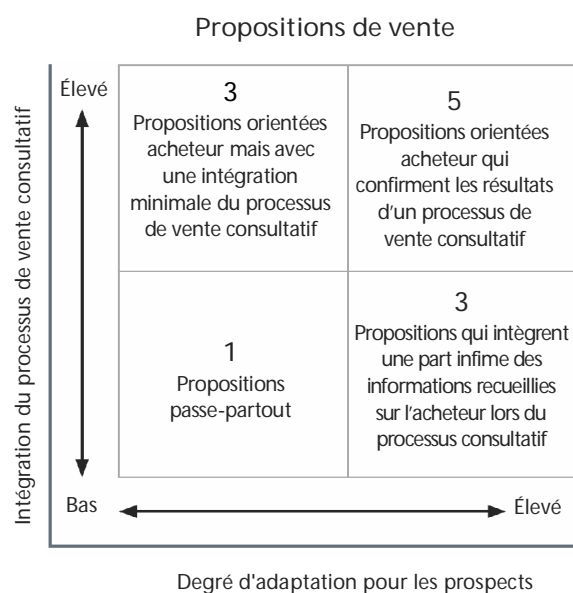 Propositions de vente
Intégration du processus de vente consultatif
Élevé
3
Propositions orientées
acheteur mais avec
une intégration
minimale du processus
de vente consultatif
5
Propositions orientées
acheteur qui
confirment les résultats
d'un processus de
vente consultatif
1
Propositions
passe-partout
3
Propositions qui intègrent
une part infime des
informations recueillies
sur l'acheteur lors du
processus consultatif
Bas
Élevé
Degré d'adaptation pour les prospects